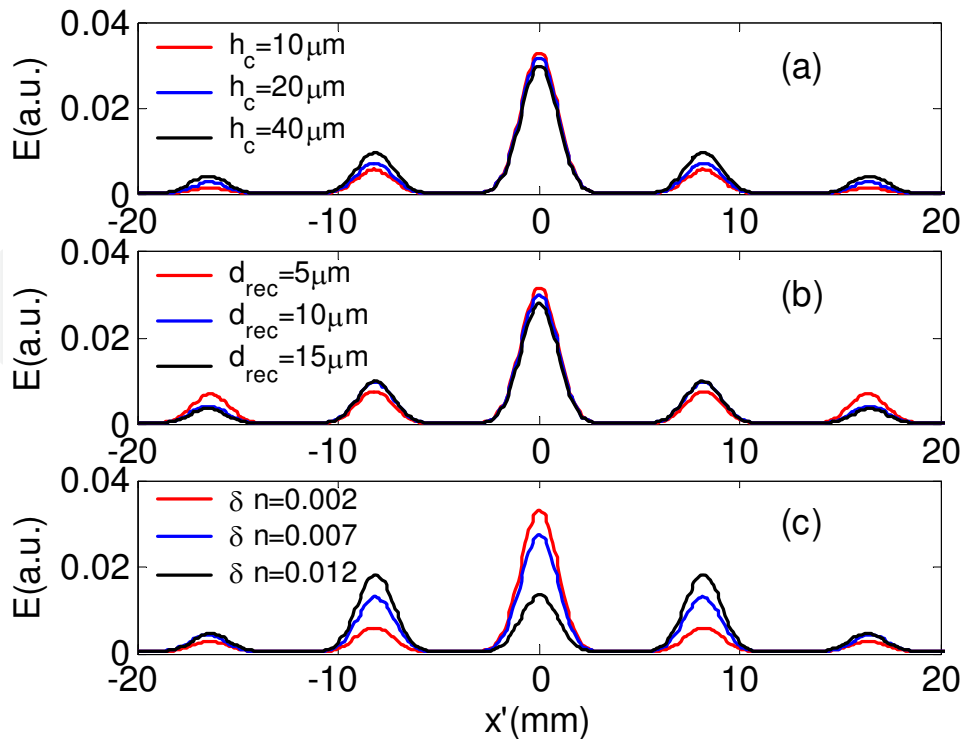 0.04
0.02
0
E(a.u.)
h_c=10μm
h_c=20μm
h_c=40μm
(a)
-20 -10 0 10 20
0.04
0.02
0
E(a.u.)
d_rec=5μm
d_rec=10μm
d_rec=15μm
(b)
-20 -10 0 10 20
0.04
0.02
0
E(a.u.)
δ n=0.002
δ n=0.007
δ n=0.012
(c)
-20 -10 0 10 20
x'(mm)